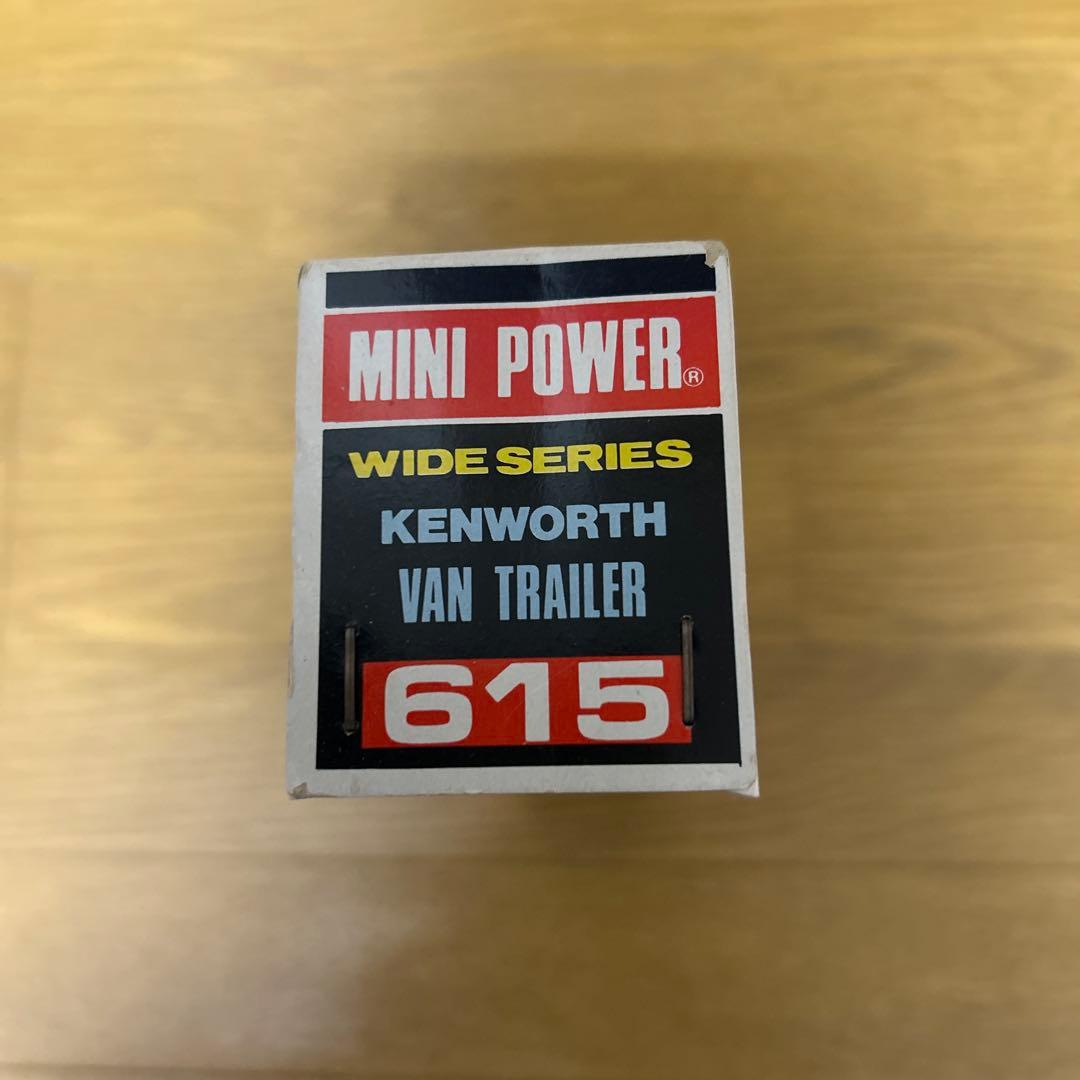 MINI POWER®
WIDE SERIES
KENWORTH
VAN TRAILER
615